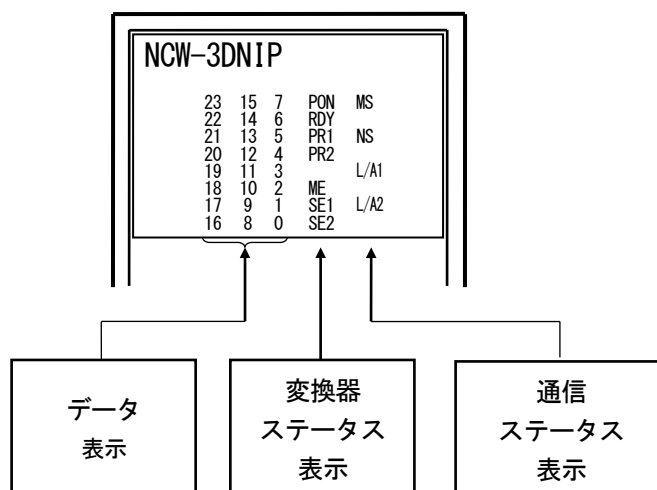 NCW-3DNIP
23 15 7 PON MS
22 14 6 RDY
21 13 5 PR1 NS
20 12 4 PR2
19 11 3 L/A1
18 10 2 ME
17 9 1 SE1 L/A2
16 8 0 SE2
データ
表示
変換器
ステータス
表示
通信
ステータス
表示